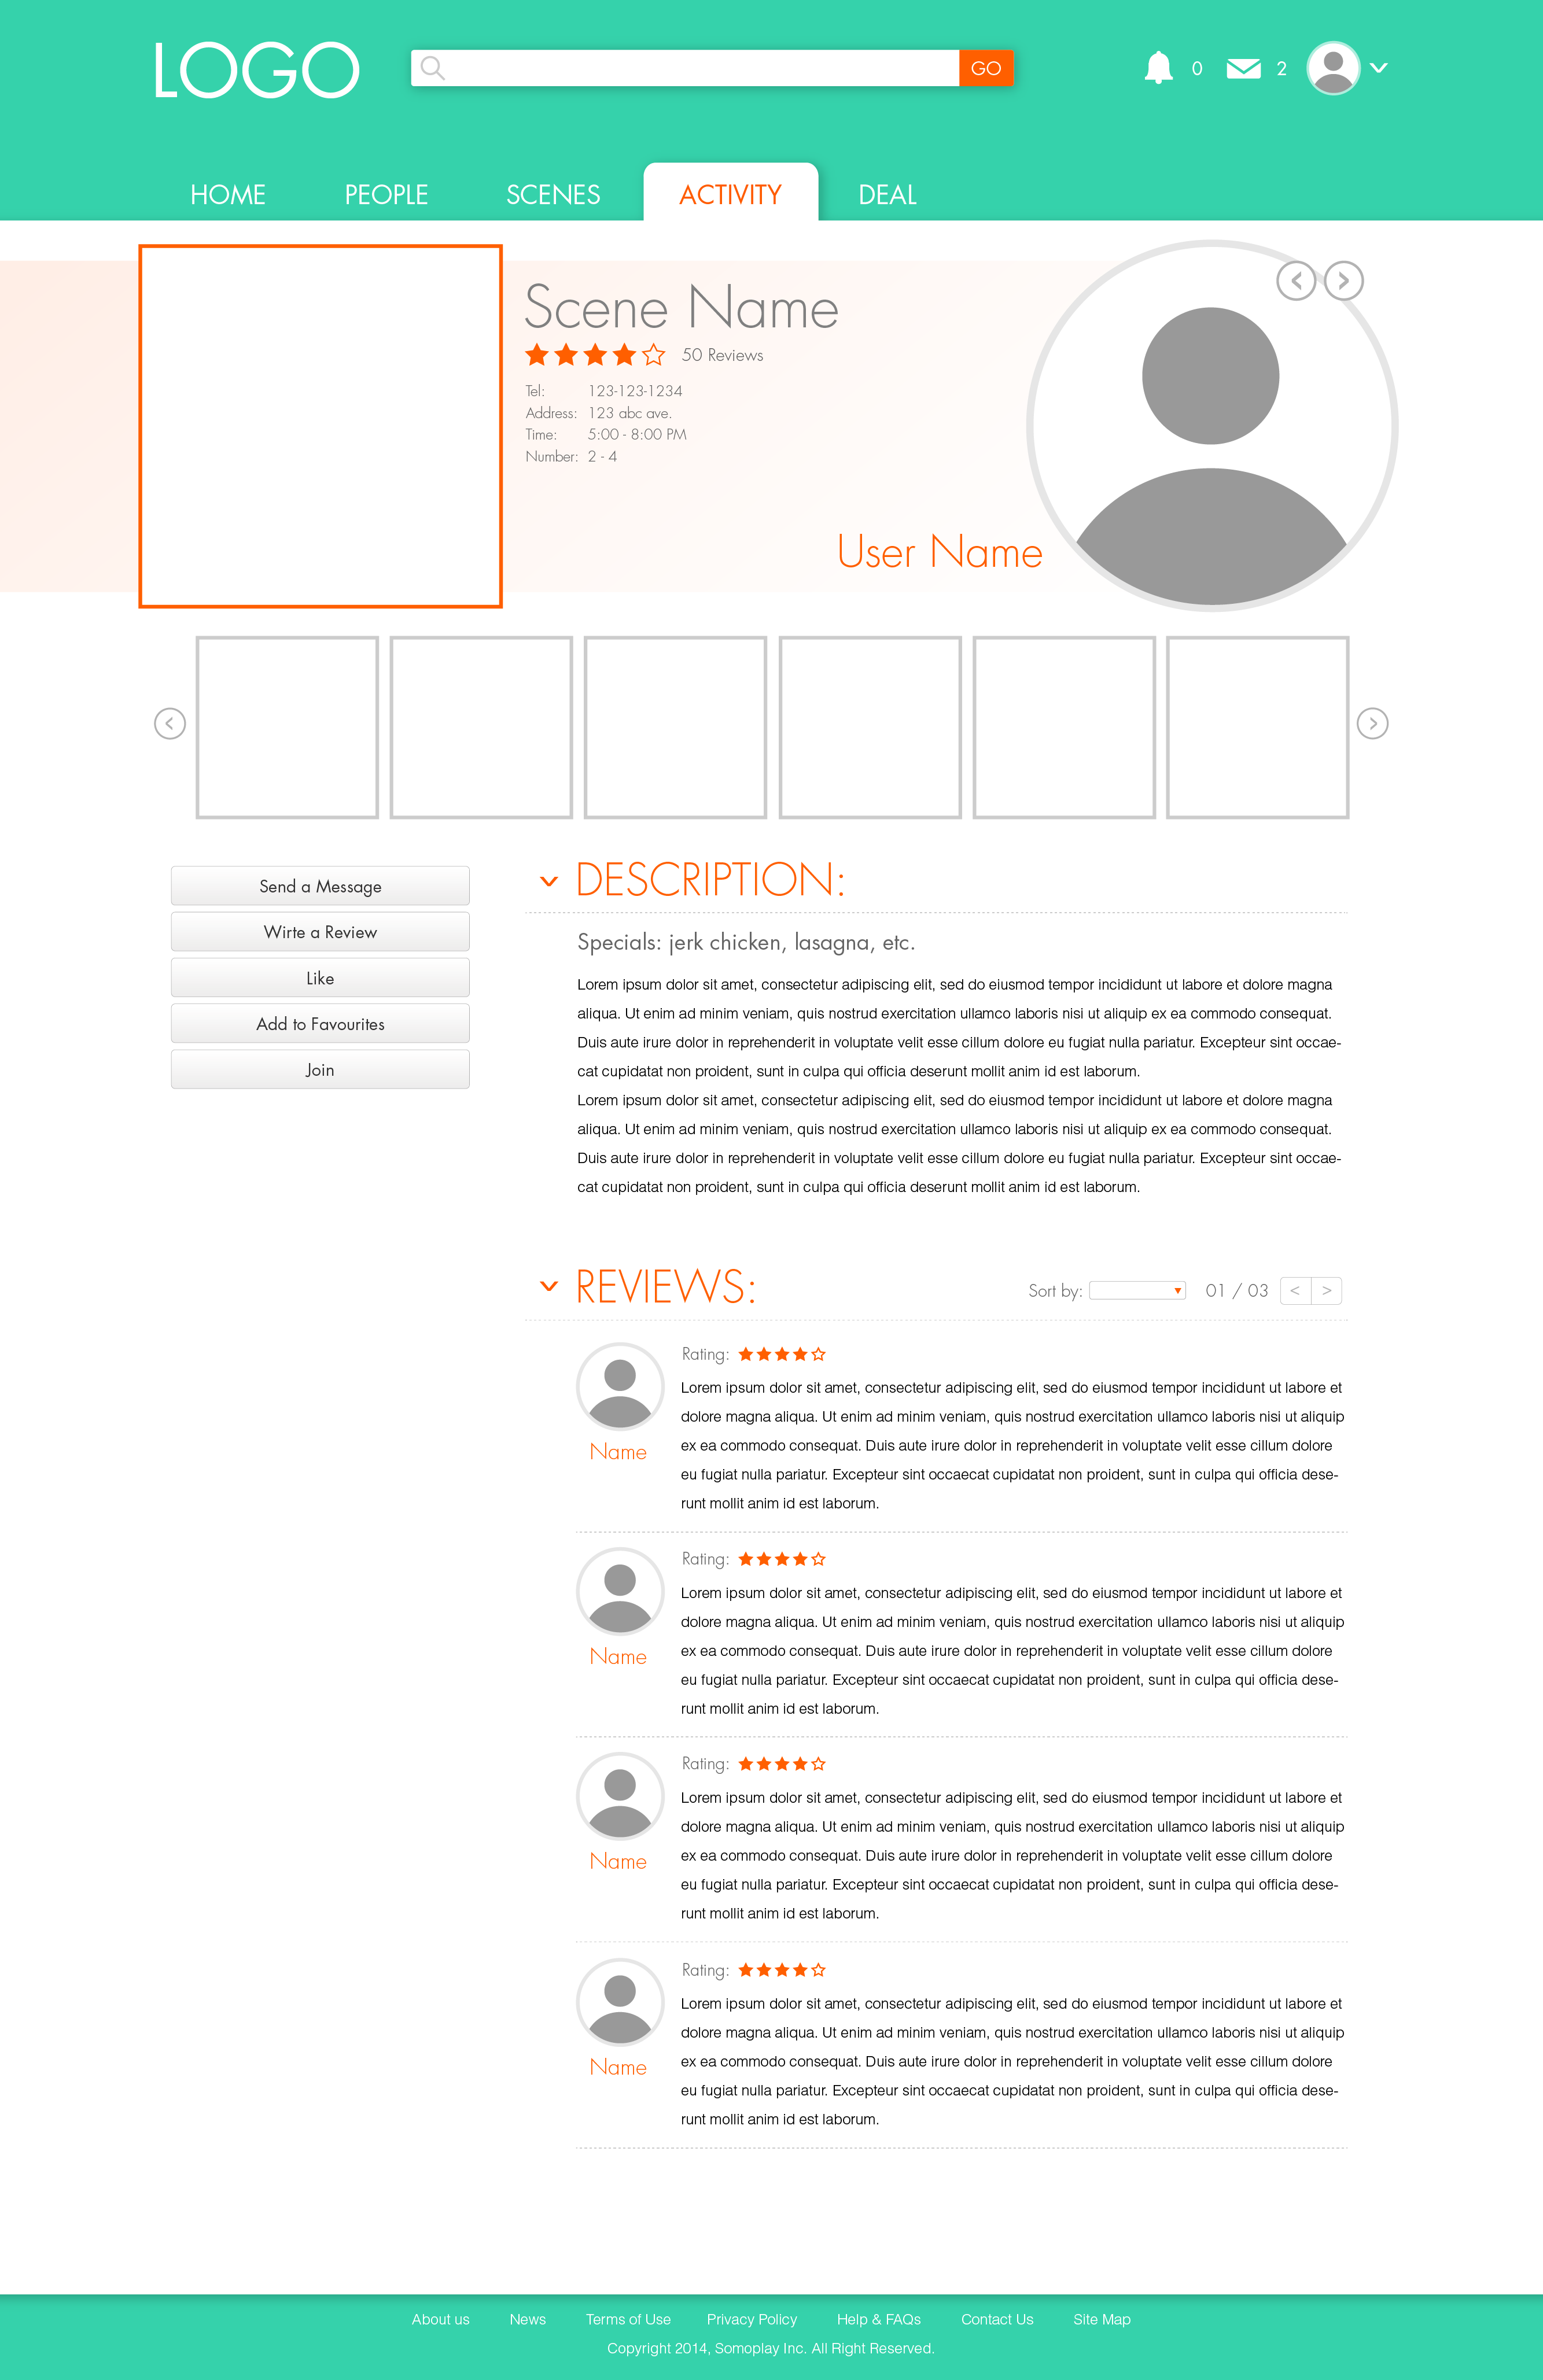 LOGO
GO
0
2
HOME PEOPLE SCENES ACTIVITY DEAL
Scene Name
50 Reviews
Tel: 123-123-1234
Address: 123 abc ave.
Time: 5:00 - 8:00 PM
Number: 2 - 4
User Name
Send a Message
Wirte a Review
Like
Add to Favourites
Join
DESCRIPTION:
Specials: jerk chicken, lasagna, etc.
Lorem ipsum dolor sit amet, consectetur adipiscing elit, sed do eiusmod tempor incididunt ut labore et dolore magna
aliqua. Ut enim ad minim veniam, quis nostrud exercitation ullamco laboris nisi ut aliquip ex ea commodo consequat.
Duis aute irure dolor in reprehenderit in voluptate velit esse cillum dolore eu fugiat nulla pariatur. Excepteur sint occae-
cat cupidatat non proident, sunt in culpa qui officia deserunt mollit anim id est laborum.
Lorem ipsum dolor sit amet, consectetur adipiscing elit, sed do eiusmod tempor incididunt ut labore et dolore magna
aliqua. Ut enim ad minim veniam, quis nostrud exercitation ullamco laboris nisi ut aliquip ex ea commodo consequat.
Duis aute irure dolor in reprehenderit in voluptate velit esse cillum dolore eu fugiat nulla pariatur. Excepteur sint occae-
cat cupidatat non proident, sunt in culpa qui officia deserunt mollit anim id est laborum.
REVIEWS:
Sort by: 01 / 03 < >
Rating:
Lorem ipsum dolor sit amet, consectetur adipiscing elit, sed do eiusmod tempor incididunt ut labore et
dolore magna aliqua. Ut enim ad minim veniam, quis nostrud exercitation ullamco laboris nisi ut aliquip
ex ea commodo consequat. Duis aute irure dolor in reprehenderit in voluptate velit esse cillum dolore
eu fugiat nulla pariatur. Excepteur sint occaecat cupidatat non proident, sunt in culpa qui officia dese-
runt mollit anim id est laborum.
Name
Rating:
Lorem ipsum dolor sit amet, consectetur adipiscing elit, sed do eiusmod tempor incididunt ut labore et
dolore magna aliqua. Ut enim ad minim veniam, quis nostrud exercitation ullamco laboris nisi ut aliquip
ex ea commodo consequat. Duis aute irure dolor in reprehenderit in voluptate velit esse cillum dolore
eu fugiat nulla pariatur. Excepteur sint occaecat cupidatat non proident, sunt in culpa qui officia dese-
runt mollit anim id est laborum.
Name
Rating:
Lorem ipsum dolor sit amet, consectetur adipiscing elit, sed do eiusmod tempor incididunt ut labore et
dolore magna aliqua. Ut enim ad minim veniam, quis nostrud exercitation ullamco laboris nisi ut aliquip
ex ea commodo consequat. Duis aute irure dolor in reprehenderit in voluptate velit esse cillum dolore
eu fugiat nulla pariatur. Excepteur sint occaecat cupidatat non proident, sunt in culpa qui officia dese-
runt mollit anim id est laborum.
Name
Rating:
Lorem ipsum dolor sit amet, consectetur adipiscing elit, sed do eiusmod tempor incididunt ut labore et
dolore magna aliqua. Ut enim ad minim veniam, quis nostrud exercitation ullamco laboris nisi ut aliquip
ex ea commodo consequat. Duis aute irure dolor in reprehenderit in voluptate velit esse cillum dolore
eu fugiat nulla pariatur. Excepteur sint occaecat cupidatat non proident, sunt in culpa qui officia dese-
runt mollit anim id est laborum.
Name
About us News Terms of Use Privacy Policy Help & FAQs Contact Us Site Map
Copyright 2014, Somoplay Inc. All Right Reserved.